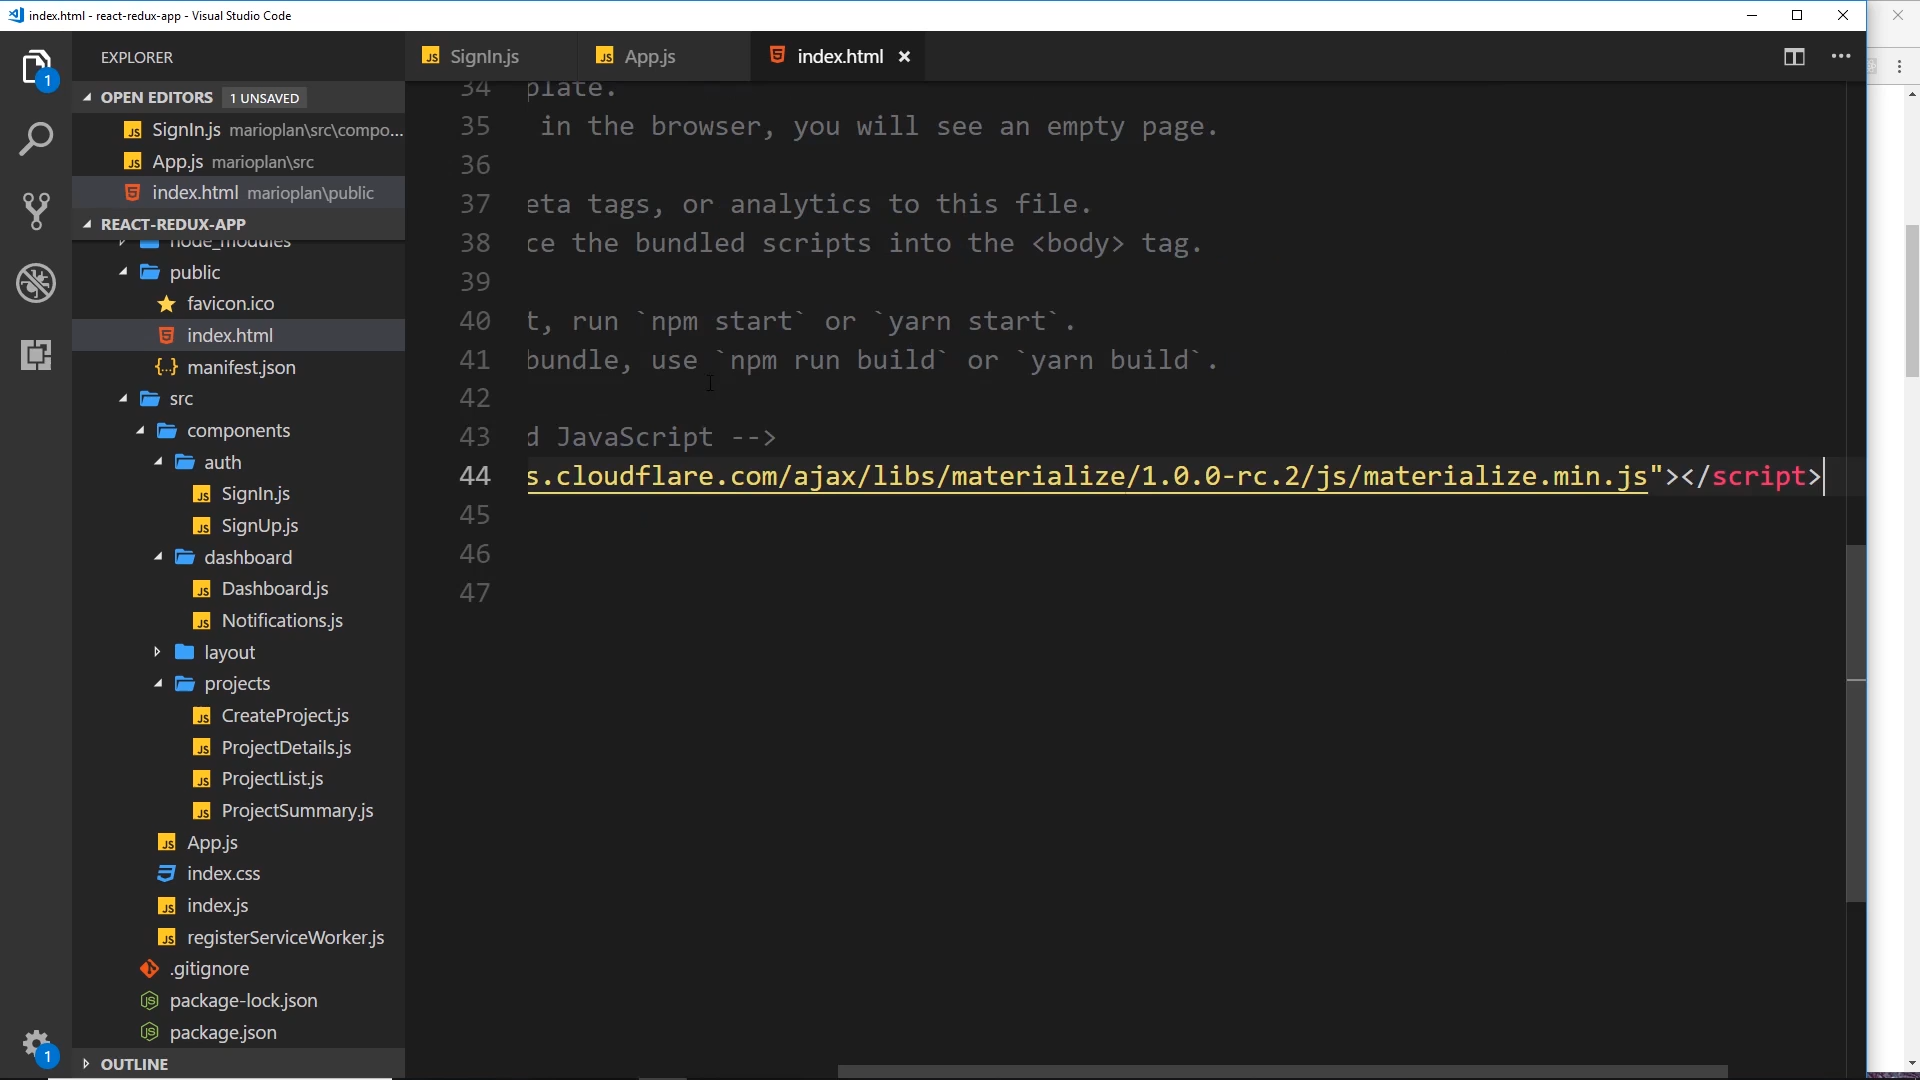 index.html - react-redux-app - Visual Studio Code
EXPLORER
SignIn.js
App.js
index.html
1
OPEN EDITORS 1 UNSAVED
SignIn.js marioplan\src\compo...
App.js marioplan\src
index.html marioplan\public
REACT-REDUX-APP
node_modules
public
favicon.ico
index.html
manifest.json
src
components
auth
SignIn.js
SignUp.js
dashboard
Dashboard.js
Notifications.js
layout
projects
CreateProject.js
ProjectDetails.js
ProjectList.js
ProjectSummary.js
App.js
index.css
index.js
registerServiceWorker.js
.gitignore
package-lock.json
package.json
OUTLINE
1
34 plate.
35 in the browser, you will see an empty page.
36
37 eta tags, or analytics to this file.
38 ce the bundled scripts into the <body> tag.
39
40 t, run `npm start` or `yarn start`.
41 bundle, use `npm run build` or `yarn build`.
42
43 d JavaScript -->
44 s.cloudflare.com/ajax/libs/materialize/1.0.0-rc.2/js/materialize.min.js"></script>
45
46
47